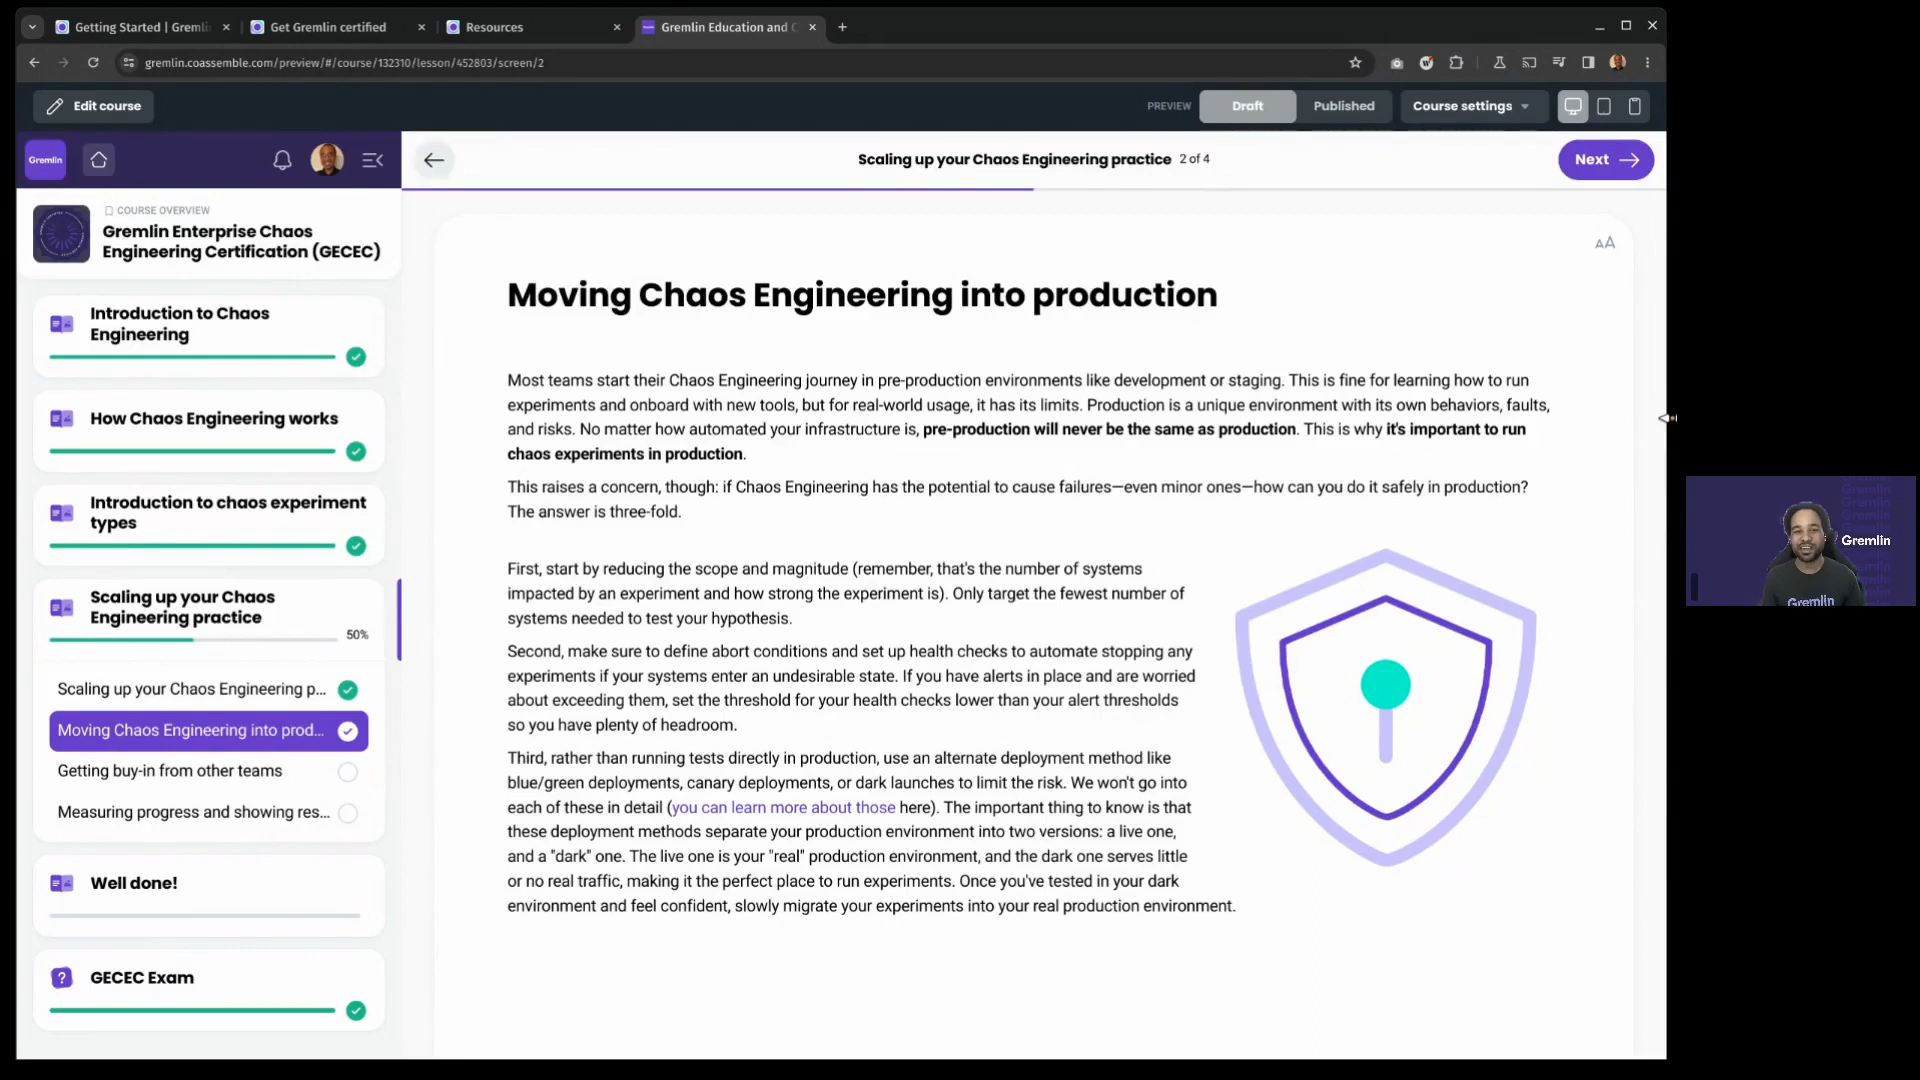 Getting Started | Gremli
Get Gremlin certified
Resources
Gremlin Education and C
gremlin.coassemble.com/preview/#/course/132310/lesson/452803/screen/2
Edit course
PREVIEW
Draft
Published
Course settings
Gremlin
Scaling up your Chaos Engineering practice 2 of 4
Next
COURSE OVERVIEW
Gremlin Enterprise Chaos
Engineering Certification (GECEC)
Introduction to Chaos
Engineering
How Chaos Engineering works
Introduction to chaos experiment
types
Scaling up your Chaos
Engineering practice
50%
Scaling up your Chaos Engineering p...
Moving Chaos Engineering into prod...
Getting buy-in from other teams
Measuring progress and showing res...
Well done!
GECEC Exam
AA
Moving Chaos Engineering into production
Most teams start their Chaos Engineering journey in pre-production environments like development or staging. This is fine for learning how to run
experiments and onboard with new tools, but for real-world usage, it has its limits. Production is a unique environment with its own behaviors, faults,
and risks. No matter how automated your infrastructure is, pre-production will never be the same as production. This is why it's important to run
chaos experiments in production.
This raises a concern, though: if Chaos Engineering has the potential to cause failures—even minor ones—how can you do it safely in production?
The answer is three-fold.
First, start by reducing the scope and magnitude (remember, that's the number of systems
impacted by an experiment and how strong the experiment is). Only target the fewest number of
systems needed to test your hypothesis.
Second, make sure to define abort conditions and set up health checks to automate stopping any
experiments if your systems enter an undesirable state. If you have alerts in place and are worried
about exceeding them, set the threshold for your health checks lower than your alert thresholds
so you have plenty of headroom.
Third, rather than running tests directly in production, use an alternate deployment method like
blue/green deployments, canary deployments, or dark launches to limit the risk. We won't go into
each of these in detail (you can learn more about those here). The important thing to know is that
these deployment methods separate your production environment into two versions: a live one,
and a "dark" one. The live one is your "real" production environment, and the dark one serves little
or no real traffic, making it the perfect place to run experiments. Once you've tested in your dark
environment and feel confident, slowly migrate your experiments into your real production environment.
Gremlin
Gremlin